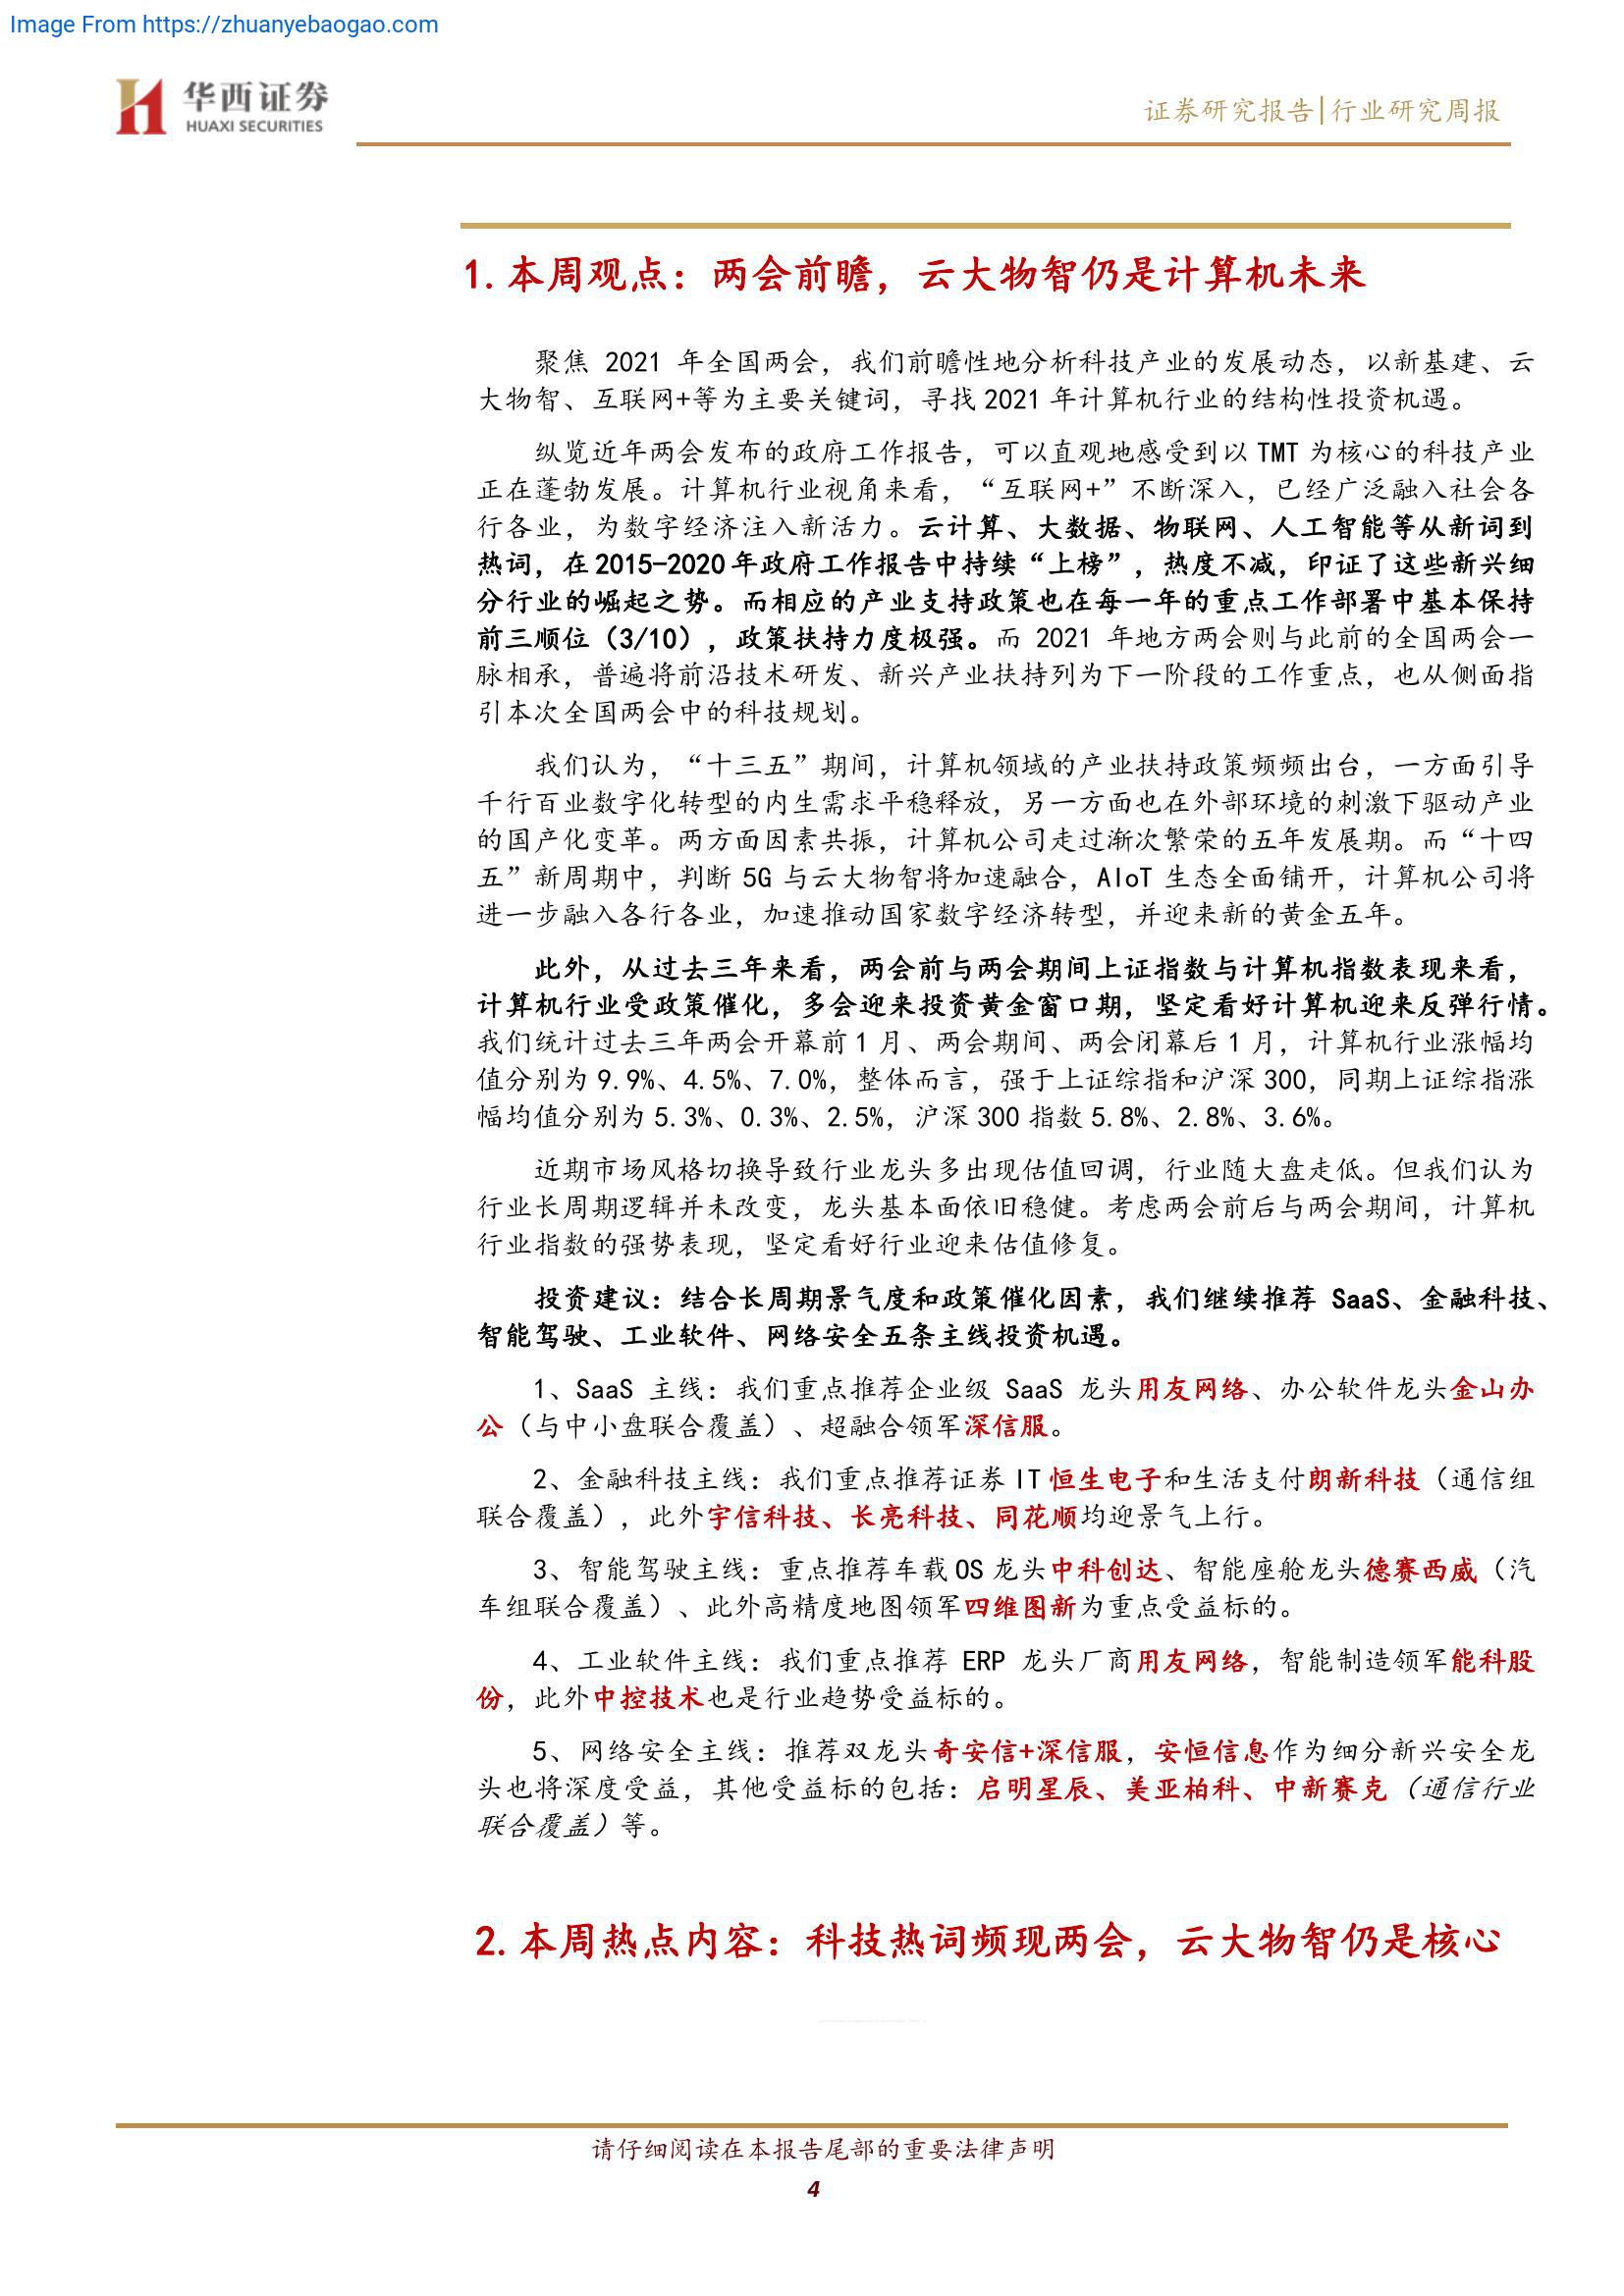 Image From https://zhuanyebaogao.com
华西证券
HUAXI SECURITIES
证券研究报告|行业研究周报
1.本周观点：两会前瞻，云大物智仍是计算机未来
聚焦 2021 年全国两会，我们前瞻性地分析科技产业的发展动态，以新基建、云
大物智、互联网+等为主要关键词，寻找 2021 年计算机行业的结构性投资机遇。
纵览近年两会发布的政府工作报告，可以直观地感受到以 TMT 为核心的科技产业
正在蓬勃发展。计算机行业视角来看，“互联网+”不断深入，已经广泛融入社会各
行各业，为数字经济注入新活力。云计算、大数据、物联网、人工智能等从新词到
热词，在 2015-2020 年政府工作报告中持续“上榜”，热度不减，印证了这些新兴细
分行业的崛起之势。而相应的产业支持政策也在每一年的重点工作部署中基本保持
前三顺位（3/10），政策扶持力度极强。而 2021 年地方两会则与此前的全国两会一
脉相承，普遍将前沿技术研发、新兴产业扶持列为下一阶段的工作重点，也从侧面指
引本次全国两会中的科技规划。
我们认为，“十三五”期间，计算机领域的产业扶持政策频频出台，一方面引导
千行百业数字化转型的内生需求平稳释放，另一方面也在外部环境的刺激下驱动产业
的国产化变革。两方面因素共振，计算机公司走过渐次繁荣的五年发展期。而“十四
五”新周期中，判断 5G 与云大物智将加速融合，AIoT 生态全面铺开，计算机公司将
进一步融入各行各业，加速推动国家数字经济转型，并迎来新的黄金五年。
此外，从过去三年来看，两会前与两会期间上证指数与计算机指数表现来看，
计算机行业受政策催化，多会迎来投资黄金窗口期，坚定看好计算机迎来反弹行情。
我们统计过去三年两会开幕前 1 月、两会期间、两会闭幕后 1 月，计算机行业涨幅均
值分别为 9.9%、4.5%、7.0%，整体而言，强于上证综指和沪深 300，同期上证综指涨
幅均值分别为 5.3%、0.3%、2.5%，沪深 300 指数 5.8%、2.8%、3.6%。
近期市场风格切换导致行业龙头多出现估值回调，行业随大盘走低。但我们认为
行业长周期逻辑并未改变，龙头基本面依旧稳健。考虑两会前后与两会期间，计算机
行业指数的强势表现，坚定看好行业迎来估值修复。
投资建议：结合长周期景气度和政策催化因素，我们继续推荐 SaaS、金融科技、
智能驾驶、工业软件、网络安全五条主线投资机遇。
1、SaaS 主线：我们重点推荐企业级 SaaS 龙头用友网络、办公软件龙头金山办
公（与中小盘联合覆盖）、超融合领军深信服。
2、金融科技主线：我们重点推荐证券 IT 恒生电子和生活支付朗新科技（通信组
联合覆盖），此外宇信科技、长亮科技、同花顺均迎景气上行。
3、智能驾驶主线：重点推荐车载 OS 龙头中科创达、智能座舱龙头德赛西威（汽
车组联合覆盖）、此外高精度地图领军四维图新为重点受益标的。
4、工业软件主线：我们重点推荐 ERP 龙头厂商用友网络，智能制造领军能科股
份，此外中控技术也是行业趋势受益标的。
5、网络安全主线：推荐双龙头奇安信+深信服，安恒信息作为细分新兴安全龙
头也将深度受益，其他受益标的包括：启明星辰、美亚柏科、中新赛克（通信行业
联合覆盖）等。
2.本周热点内容：科技热词频现两会，云大物智仍是核心
请仔细阅读在本报告尾部的重要法律声明
4